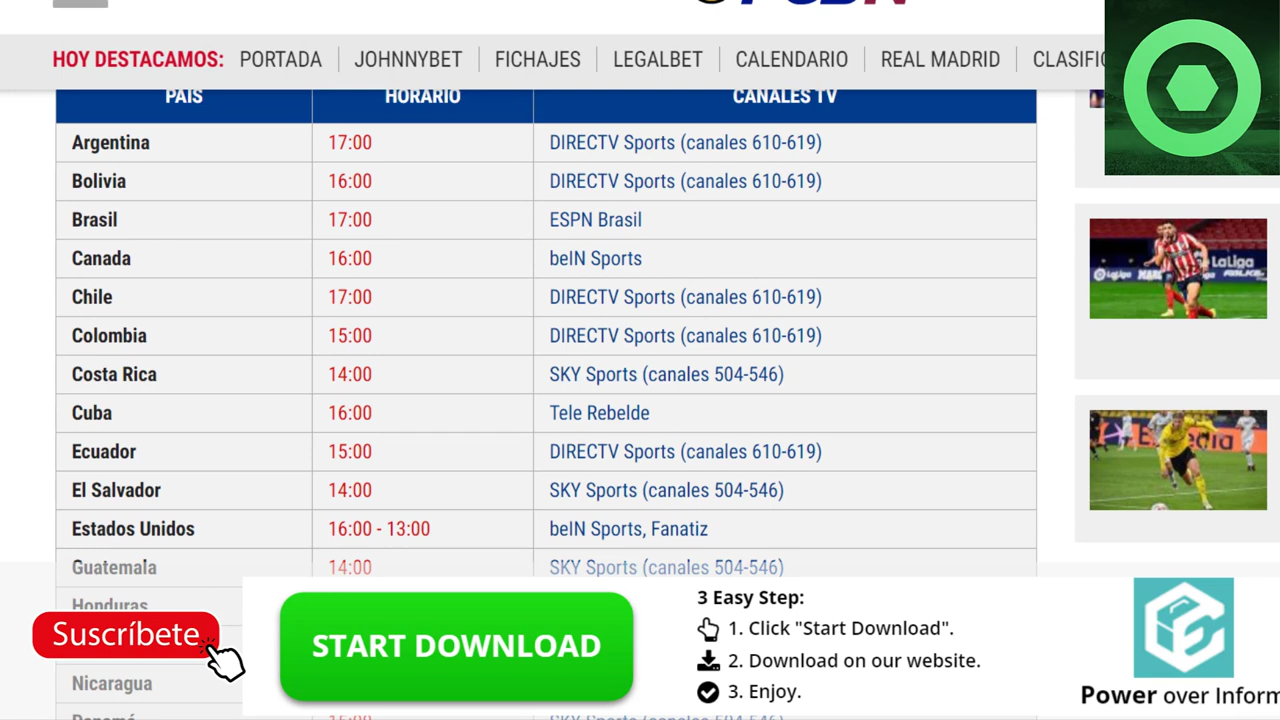 HOY DESTACAMOS: PORTADA JOHNNYBET FICHAJES LEGALBET CALENDARIO REAL MADRID
PAÍS HORARIO CANALES TV
Argentina 17:00 DIRECTV Sports (canales 610-619)
Bolivia 16:00 DIRECTV Sports (canales 610-619)
Brasil 17:00 ESPN Brasil
Canada 16:00 beIN Sports
Chile 17:00 DIRECTV Sports (canales 610-619)
Colombia 15:00 DIRECTV Sports (canales 610-619)
Costa Rica 14:00 SKY Sports (canales 504-546)
Cuba 16:00 Tele Rebelde
Ecuador 15:00 DIRECTV Sports (canales 610-619)
El Salvador 14:00 SKY Sports (canales 504-546)
Estados Unidos 16:00 - 13:00 beIN Sports, Fanatiz
Guatemala 14:00 SKY Sports (canales 504-546)
Honduras
Suscríbete
Nicaragua
START DOWNLOAD
3 Easy Step:
1. Click "Start Download".
2. Download on our website.
3. Enjoy.
Power over Inform
LaLiga